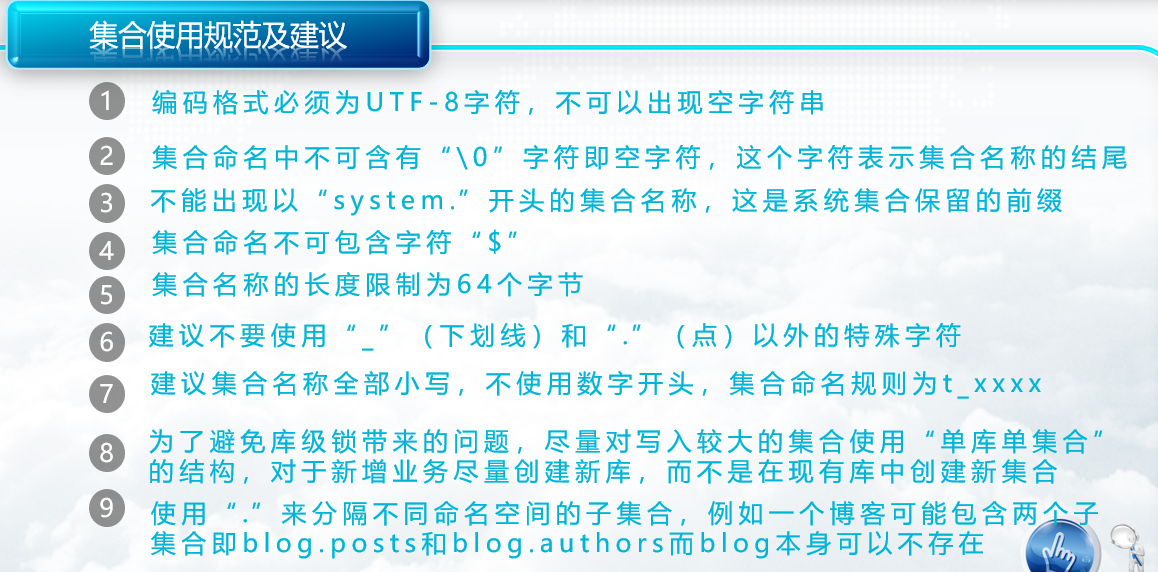 集合使用规范及建议
1 编码格式必须为UTF-8字符，不可以出现空字符串
2 集合命名中不可含有“\0”字符即空字符，这个字符表示集合名称的结尾
3 不能出现以“system.”开头的集合名称，这是系统集合保留的前缀
4 集合命名不可包含字符“$”
5 集合名称的长度限制为64个字节
6 建议不要使用“_”（下划线）和“.”（点）以外的特殊字符
7 建议集合名称全部小写，不使用数字开头，集合命名规则为t_xxxx
8 为了避免库级锁带来的问题，尽量对写入较大的集合使用“单库单集合”
的结构，对于新增业务尽量创建新库，而不是在现有库中创建新集合
9 使用“.”来分隔不同命名空间的子集合，例如一个博客可能包含两个子
集合即blog.posts和blog.authors而blog本身可以不存在